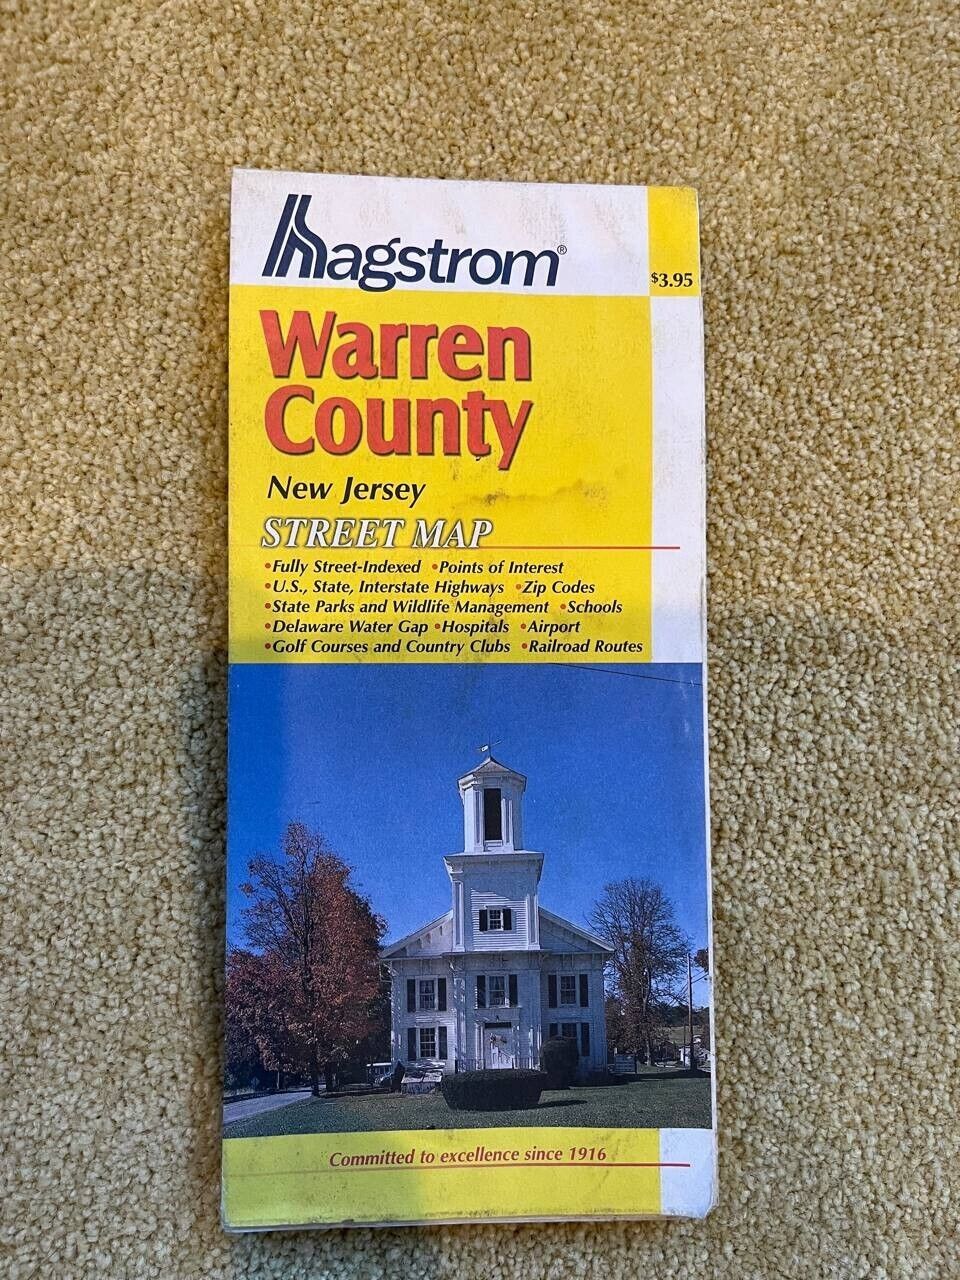 hagstrom®
$3.95
Warren
County
New Jersey
STREET MAP
•Fully Street-Indexed •Points of Interest
•U.S., State, Interstate Highways •Zip Codes
•State Parks and Wildlife Management •Schools
•Delaware Water Gap •Hospitals •Airport
•Golf Courses and Country Clubs •Railroad Routes
Committed to excellence since 1916